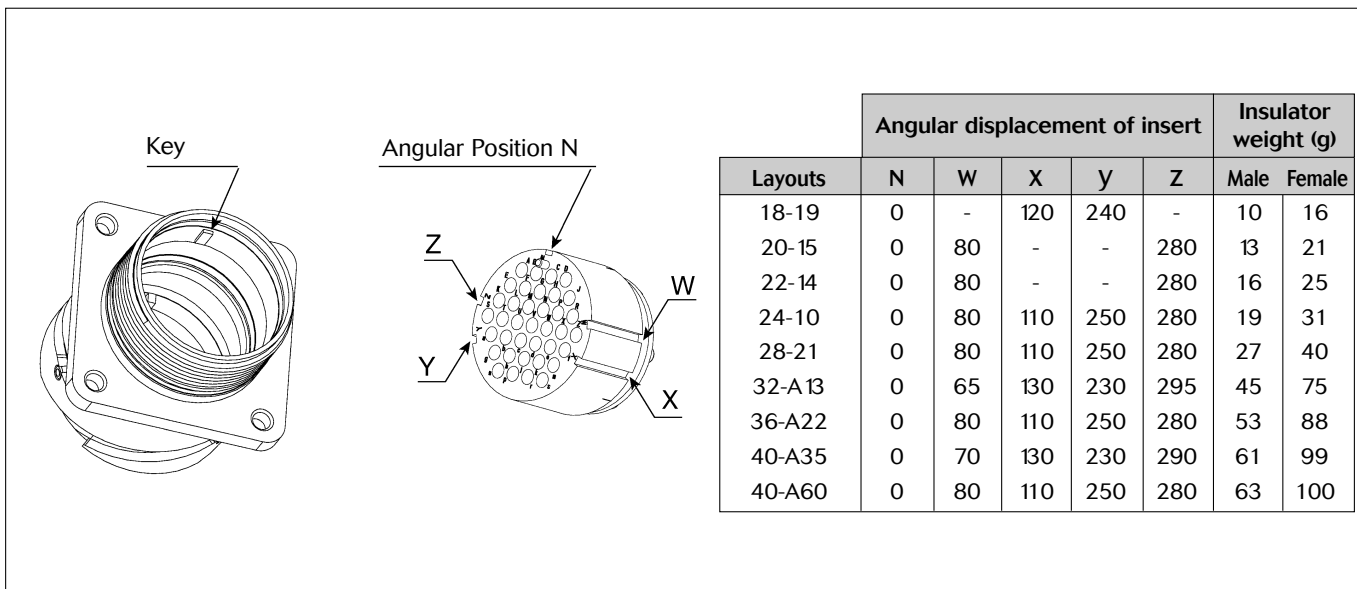 Key
Angular Position N
Z
W
Y
X
Angular displacement of insert Insulator weight (g)
Layouts N W X y Z Male Female
18-19 0 - 120 240 - 10 16
20-15 0 80 - - 280 13 21
22-14 0 80 - - 280 16 25
24-10 0 80 110 250 280 19 31
28-21 0 80 110 250 280 27 40
32-A13 0 65 130 230 295 45 75
36-A22 0 80 110 250 280 53 88
40-A35 0 70 130 230 290 61 99
40-A60 0 80 110 250 280 63 100